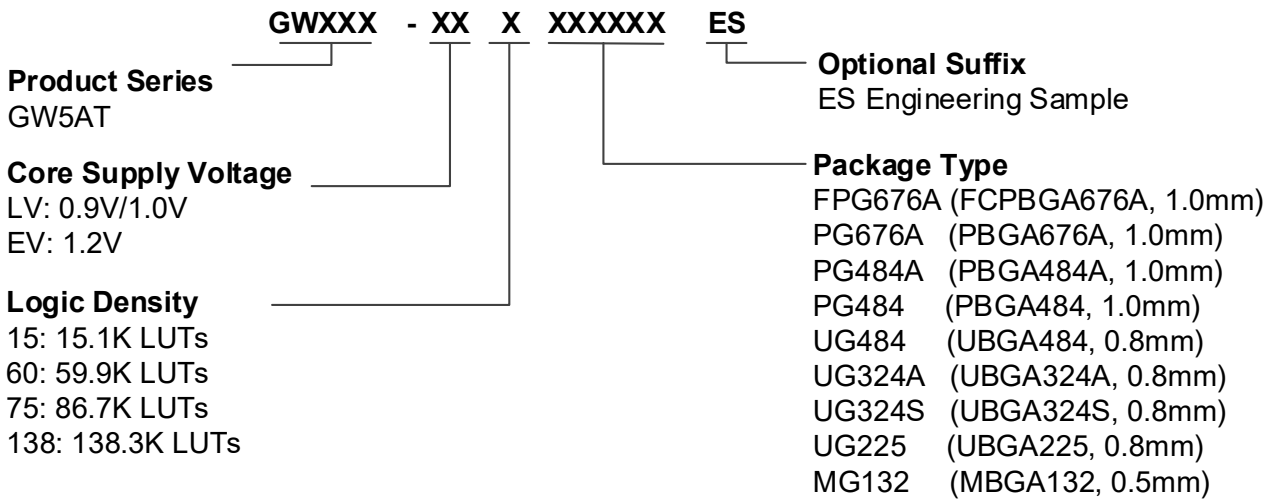 GWXXX - XX X XXXXXX ES
Product Series
GW5AT
Core Supply Voltage
LV: 0.9V/1.0V
EV: 1.2V
Logic Density
15: 15.1K LUTs
60: 59.9K LUTs
75: 86.7K LUTs
138: 138.3K LUTs
Optional Suffix
ES Engineering Sample
Package Type
FPG676A (FCPBGA676A, 1.0mm)
PG676A (PBGA676A, 1.0mm)
PG484A (PBGA484A, 1.0mm)
PG484 (PBGA484, 1.0mm)
UG484 (UBGA484, 0.8mm)
UG324A (UBGA324A, 0.8mm)
UG324S (UBGA324S, 0.8mm)
UG225 (UBGA225, 0.8mm)
MG132 (MBGA132, 0.5mm)